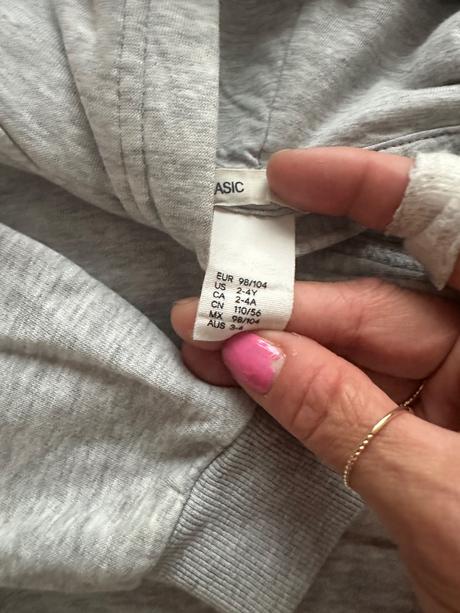 ASIC
EUR 98/104
US 2-4Y
CA 2-4A
CN 110/56
MX 98/104
AUS 3-4